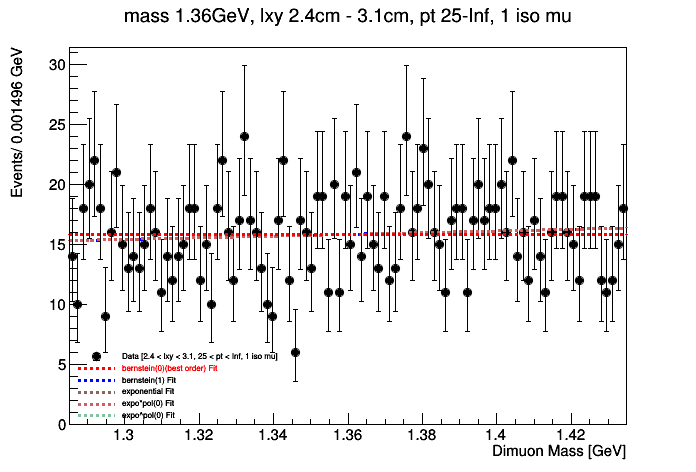 mass 1.36GeV, lxy 2.4cm - 3.1cm, pt 25-Inf, 1 iso mu
Events/ 0.001496 GeV
30
25
20
15
10
5
0
Data [2.4 < lxy < 3.1, 25 < pt < Inf, 1 iso mu]
bernstein(0)(best order) Fit
bernstein(1) Fit
exponential Fit
expo*pol(0) Fit
expo^pol(0) Fit
1.3 1.32 1.34 1.36 1.38 1.4 1.42
Dimuon Mass [GeV]